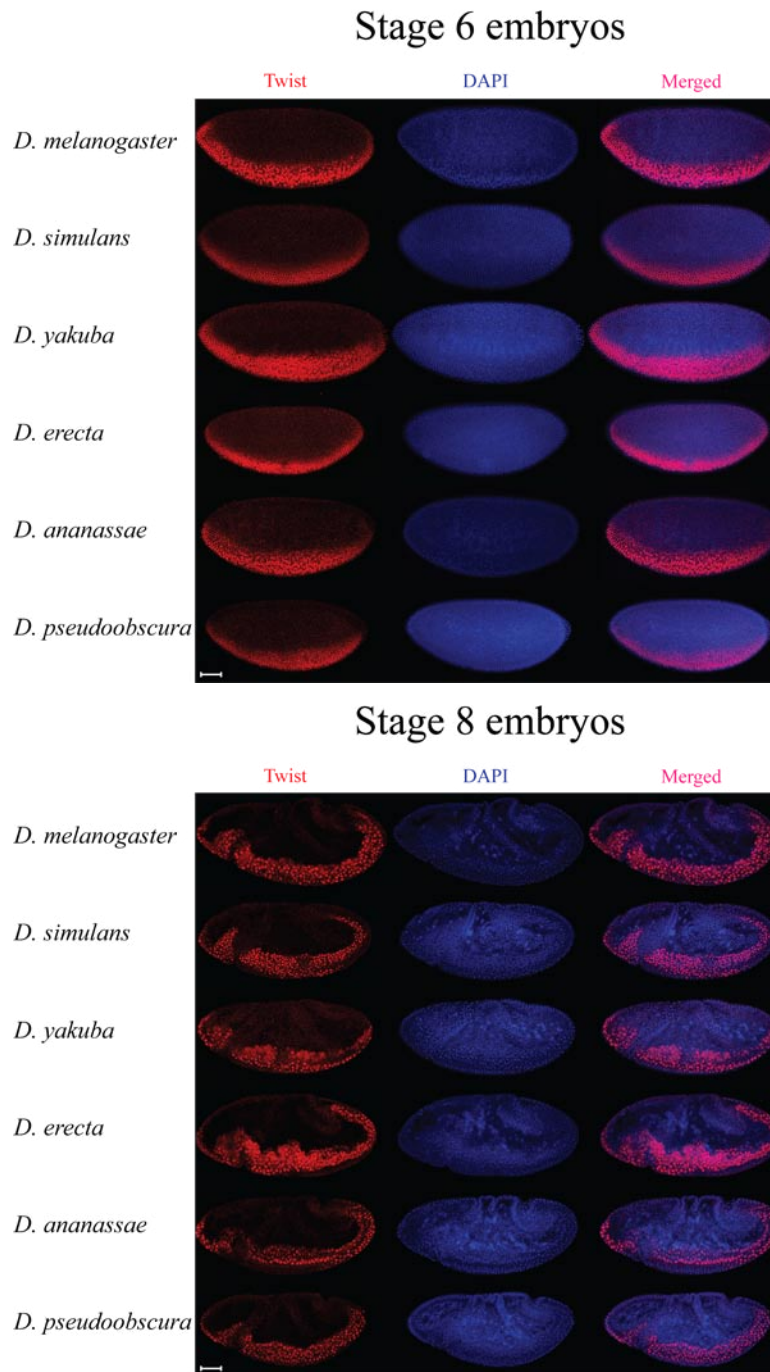 Stage 6 embryos
Twist DAPI Merged
D. melanogaster
D. simulans
D. yakuba
D. erecta
D. ananassae
D. pseudoobscura
Stage 8 embryos
Twist DAPI Merged
D. melanogaster
D. simulans
D. yakuba
D. erecta
D. ananassae
D. pseudoobscura